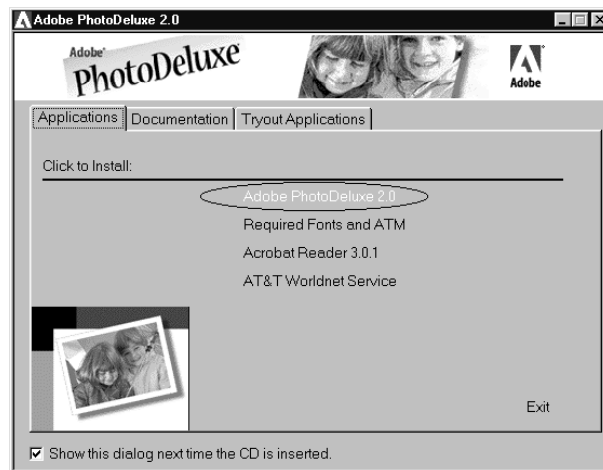 Adobe PhotoDeluxe 2.0
Adobe
PhotoDeluxe
Adobe
Applications
Documentation
Tryout Applications
Click to Install:
Adobe PhotoDeluxe 2.0
Required Fonts and ATM
Acrobat Reader 3.0.1
AT&T Worldnet Service
Exit
Show this dialog next time the CD is inserted.